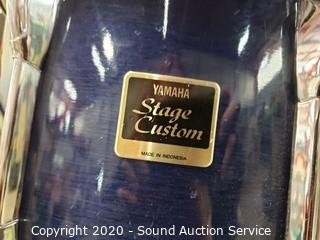 YAMAHA
Stage
Custom
MADE IN INDONESIA
Copyright 2020 - Sound Auction Service